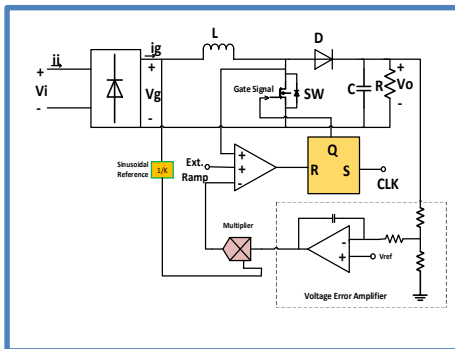 L
D
ii
ig
+
+
+
Vi
Vg
Gate Signal
SW
C
R
Vo
-
-
-
Q
Sinusoidal
Reference
1/K
Ext.
Ramp
+
+
-
R
S
CLK
Multiplier
-
+
Vref
Voltage Error Amplifier